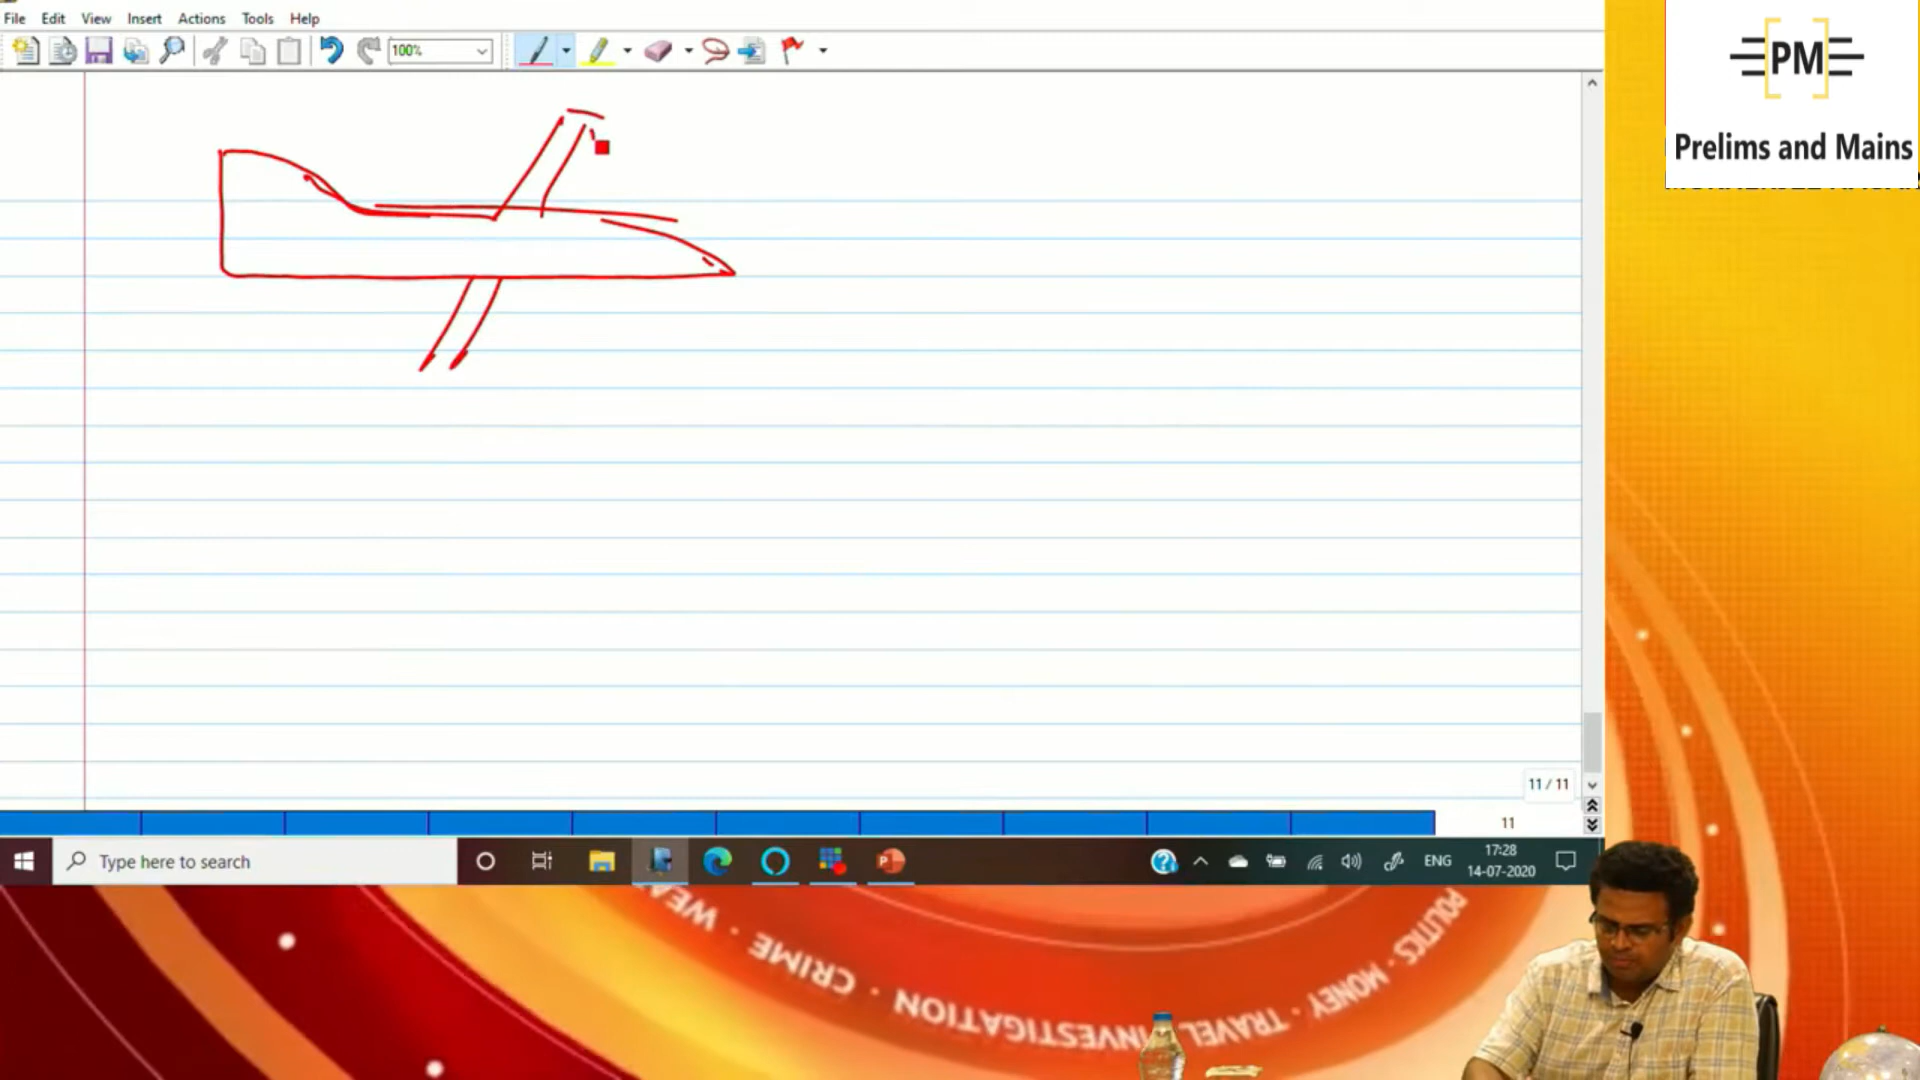 File Edit View Insert Actions Tools Help
100%
PM
Prelims and Mains
11 / 11
11
Type here to search
ENG
17:28
14-07-2020
WEA · CRIME · INVESTIGATION · TRAVEL · MONEY · POLITICS